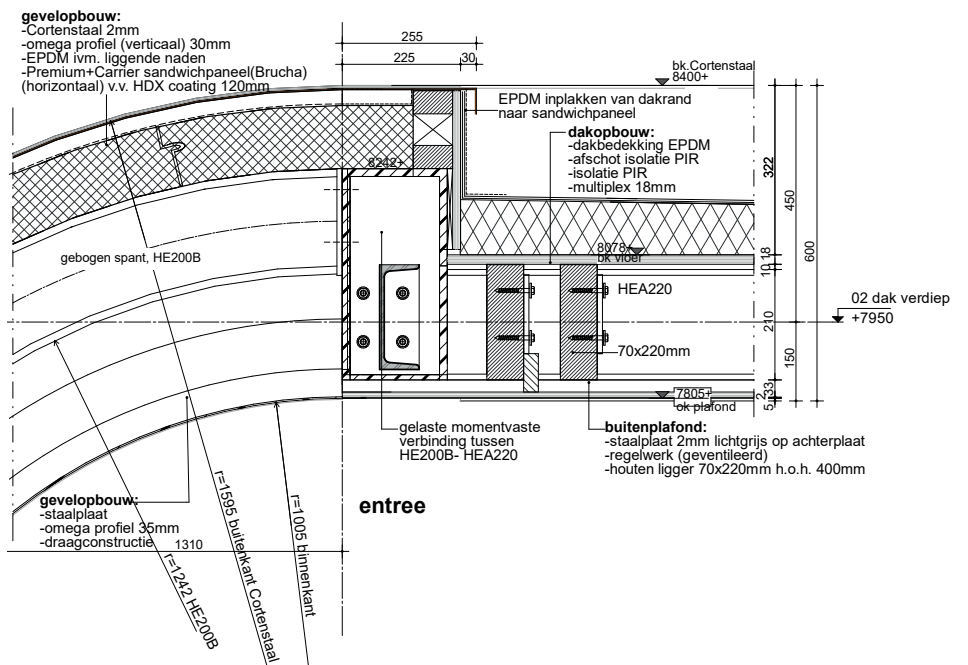 gevelopbouw:
-Cortenstaal 2mm
-omega profiel (verticaal) 30mm
-EPDM ivm. liggende naden
-Premium+Carrier sandwichpaneel(Brucha)
(horizontaal) v.v. HDX coating 120mm
255
225
30
bk.Cortenstaal
8400+
EPDM inplakken van dakrand
naar sandwichpaneel
dakopbouw:
-dakbedekking EPDM
-afschot isolatie PIR
-isolatie PIR
-multiplex 18mm
8242+
322
450
600
gebogen spant, HE200B
8078+
bk vloer
18
10
HEA220
02 dak verdiep
+7950
210
70x220mm
150
33
2
5
7805+
ok plafond
gelaste momentvaste
verbinding tussen
HE200B- HEA220
buitenplafond:
-staalplaat 2mm lichtgrijs op achterplaat
-regelwerk (geventileerd)
-houten ligger 70x220mm h.o.h. 400mm
gevelopbouw:
-staalplaat
-omega profiel 35mm
-draagconstructie
entree
1310
r=1242 HE200B
r=1595 buitenkant Cortenstaal
r=1005 binnenkant